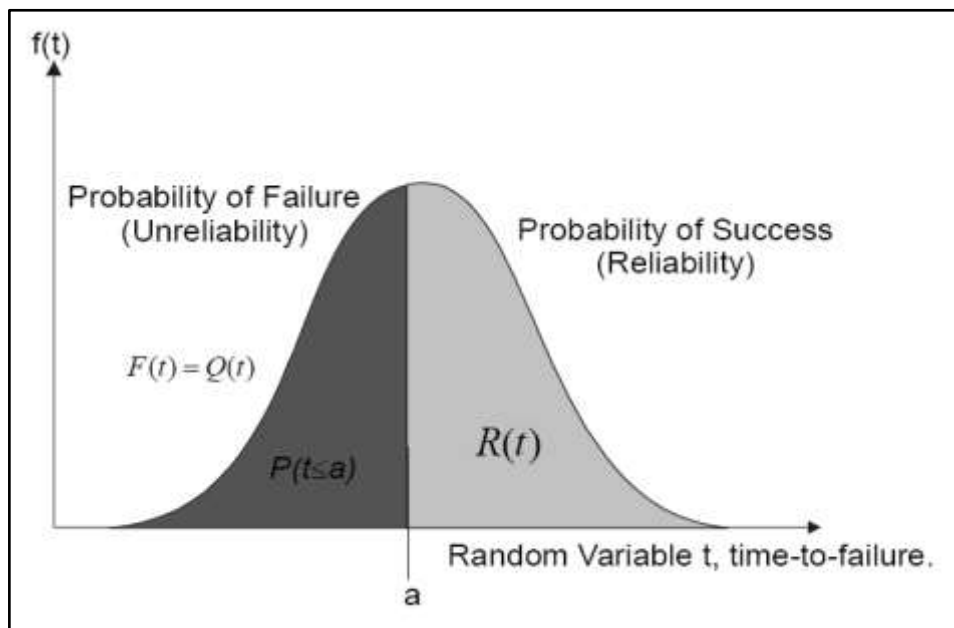 f(t)
Probability of Failure
(Unreliability)
Probability of Success
(Reliability)
F(t) = Q(t)
P(t≤a)
R(t)
Random Variable t, time-to-failure.
a